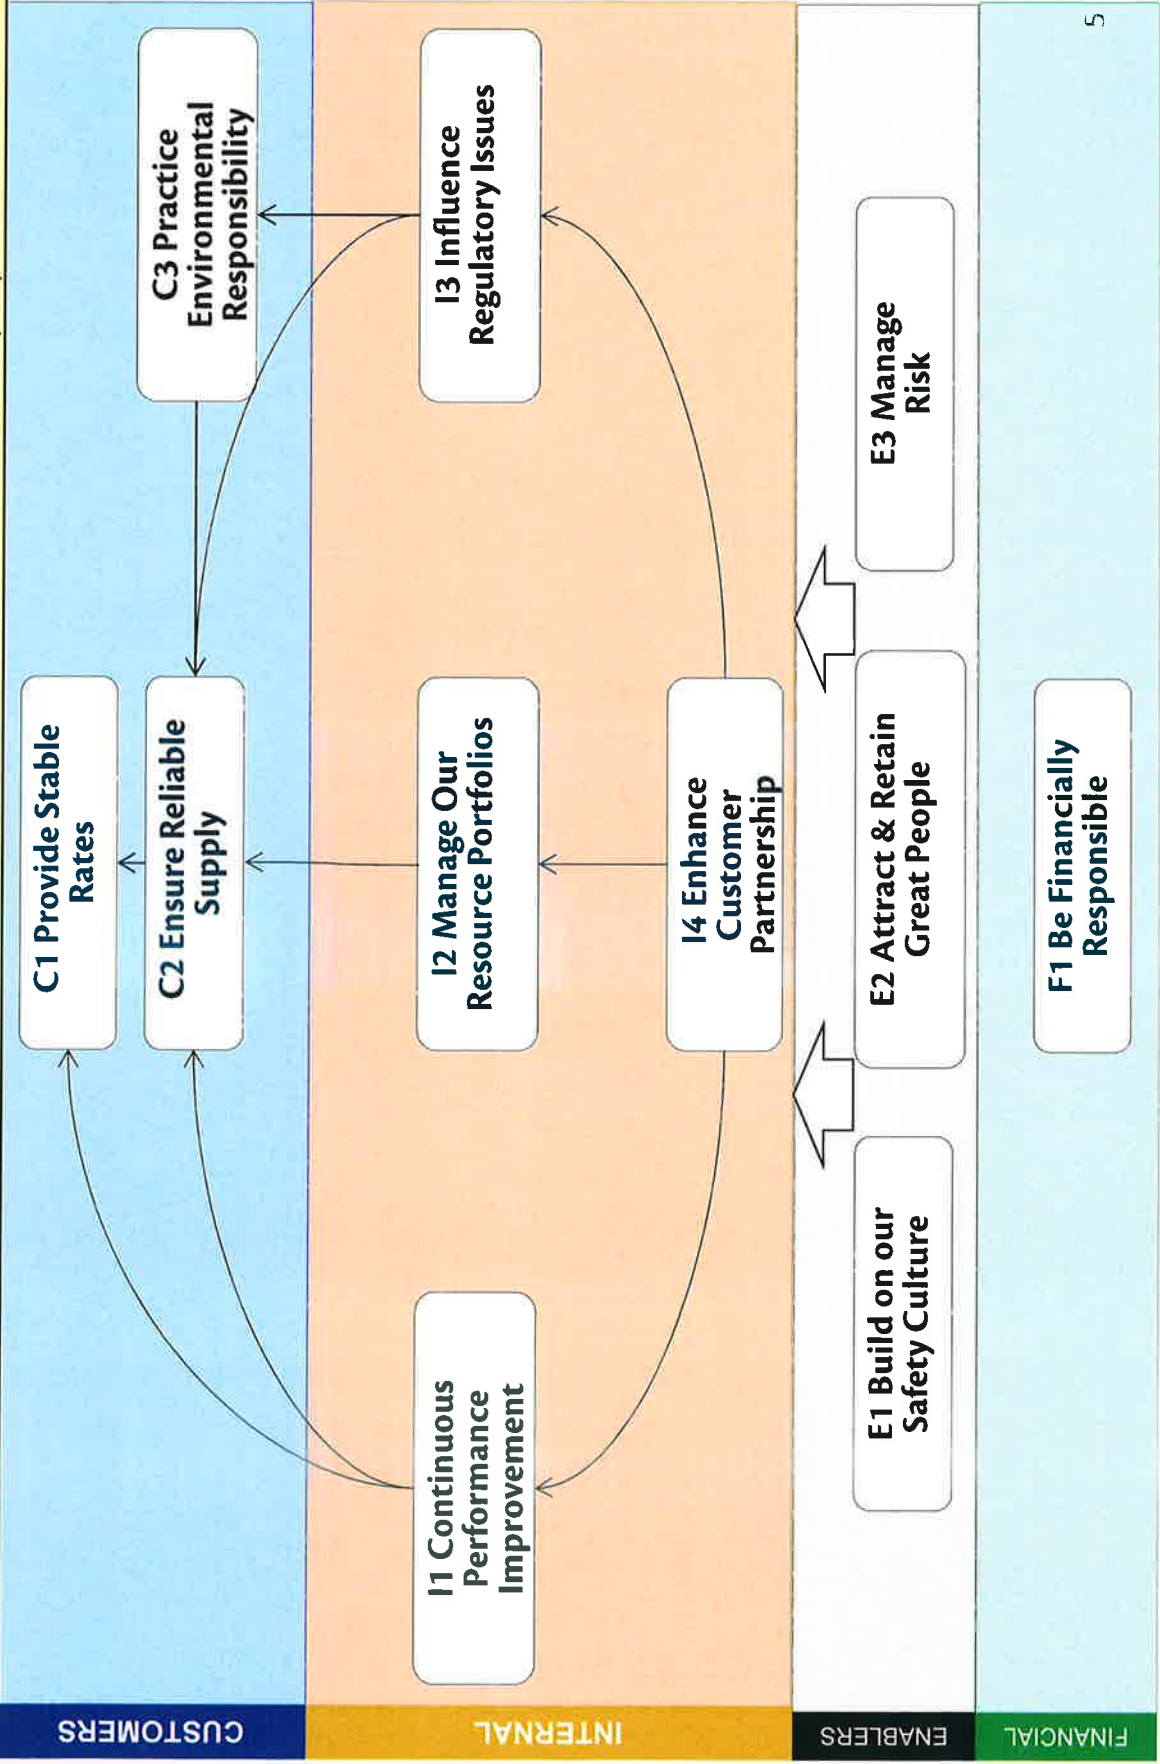 CUSTOMERS
C1 Provide Stable
Rates
C2 Ensure Reliable
Supply
C3 Practice
Environmental
Responsibility
INTERNAL
I1 Continuous
Performance
Improvement
I2 Manage Our
Resource Portfolios
I3 Influence
Regulatory Issues
I4 Enhance
Customer
Partnership
ENABLERS
E1 Build on our
Safety Culture
E2 Attract & Retain
Great People
E3 Manage
Risk
FINANCIAL
F1 Be Financially
Responsible
5